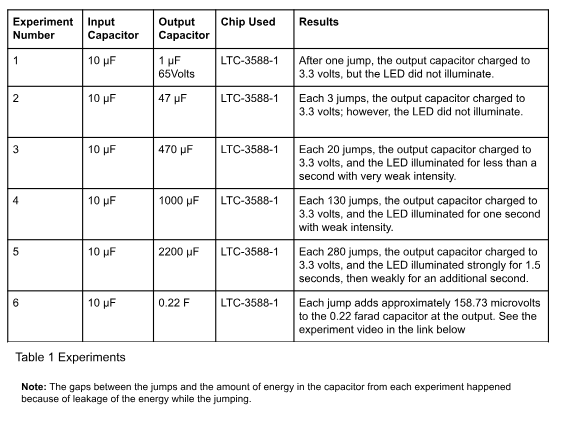 Experiment Number
Input Capacitor
Output Capacitor
Chip Used
Results
1
10 µF
1 µF
65Volts
LTC-3588-1
After one jump, the output capacitor charged to
3.3 volts, but the LED did not illuminate.
2
10 µF
47 µF
LTC-3588-1
Each 3 jumps, the output capacitor charged to
3.3 volts; however, the LED did not illuminate.
3
10 µF
470 µF
LTC-3588-1
Each 20 jumps, the output capacitor charged to
3.3 volts, and the LED illuminated for less than a
second with very weak intensity.
4
10 µF
1000 µF
LTC-3588-1
Each 130 jumps, the output capacitor charged to
3.3 volts, and the LED illuminated for one second
with weak intensity.
5
10 µF
2200 µF
LTC-3588-1
Each 280 jumps, the output capacitor charged to
3.3 volts, and the LED illuminated strongly for 1.5
seconds, then weakly for an additional second.
6
10 µF
0.22 F
LTC-3588-1
Each jump adds approximately 158.73 microvolts
to the 0.22 farad capacitor at the output. See the
experiment video in the link below
Table 1 Experiments
Note: The gaps between the jumps and the amount of energy in the capacitor from each experiment happened
because of leakage of the energy while the jumping.